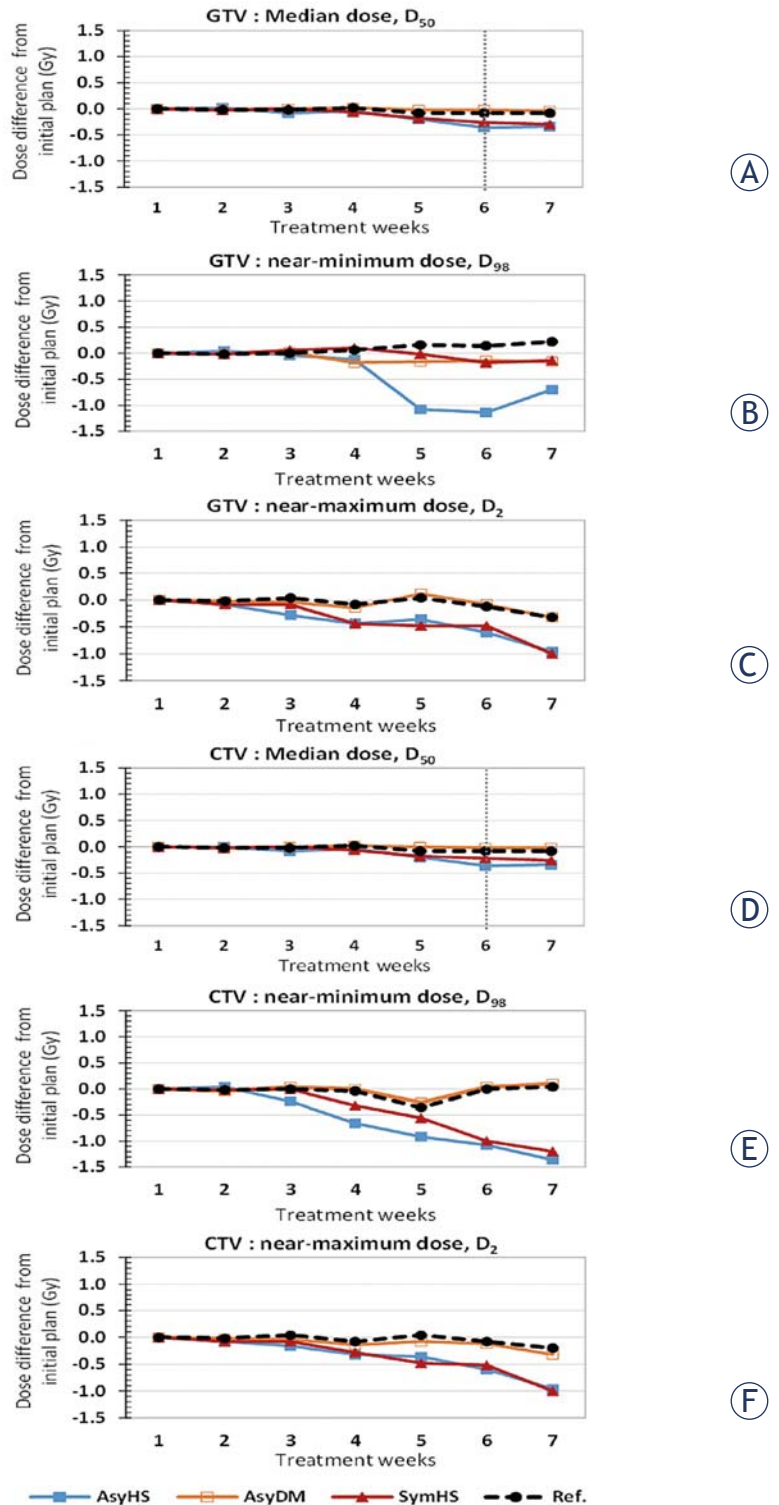 GTV : Median dose, D50
Dose difference from
initial plan (Gy)
1.5
1.0
0.5
0.0
-0.5
-1.0
-1.5
1 2 3 4 5 6 7
Treatment weeks
A
GTV : near-minimum dose, D98
Dose difference from
initial plan (Gy)
1.5
1.0
0.5
0.0
-0.5
-1.0
-1.5
1 2 3 4 5 6 7
Treatment weeks
B
GTV : near-maximum dose, D2
Dose difference from
initial plan (Gy)
1.5
1.0
0.5
0.0
-0.5
-1.0
-1.5
1 2 3 4 5 6 7
Treatment weeks
C
CTV : Median dose, D50
Dose difference from
initial plan (Gy)
1.5
1.0
0.5
0.0
-0.5
-1.0
-1.5
1 2 3 4 5 6 7
Treatment weeks
D
CTV : near-minimum dose, D98
Dose difference from
initial plan (Gy)
1.5
1.0
0.5
0.0
-0.5
-1.0
-1.5
1 2 3 4 5 6 7
Treatment weeks
E
CTV : near-maximum dose, D2
Dose difference from
initial plan (Gy)
1.5
1.0
0.5
0.0
-0.5
-1.0
-1.5
1 2 3 4 5 6 7
Treatment weeks
F
AsyHS AsyDM SymHS Ref.